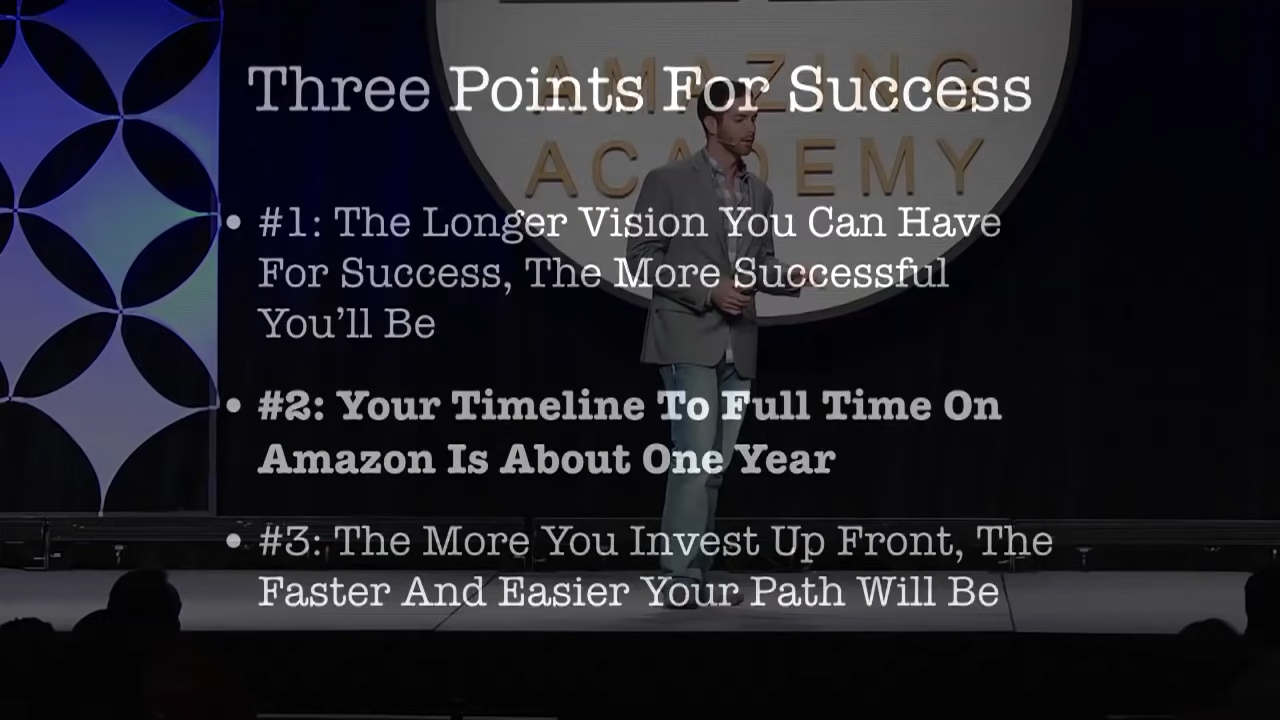 Three Points For Success
AMAZING
ACADEMY
• #1: The Longer Vision You Can Have
For Success, The More Successful
You'll Be
• #2: Your Timeline To Full Time On
Amazon Is About One Year
• #3: The More You Invest Up Front, The
Faster And Easier Your Path Will Be